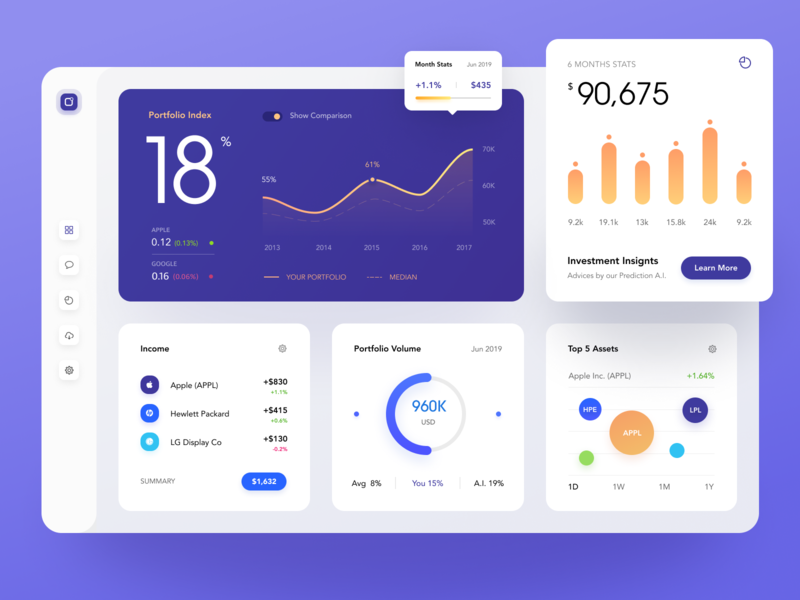 Month Stats Jun 2019
+1.1% $435
Portfolio Index
Show Comparison
18 %
55%
61%
70K
60K
50K
2013 2014 2015 2016 2017
APPLE
0.12 (0.13%)
GOOGLE
0.16 (0.06%)
YOUR PORTFOLIO MEDIAN
6 MONTHS STATS
$ 90,675
9.2k 19.1k 13k 15.8k 24k 9.2k
Investment Insignts
Advices by our Prediction A.I.
Learn More
Income
Apple (APPL) +$830
+1.1%
Hewlett Packard +$415
+0.6%
LG Display Co +$130
-0.2%
SUMMARY $1,632
Portfolio Volume Jun 2019
960K
USD
Avg 8% You 15% A.I. 19%
Top 5 Assets
Apple Inc. (APPL) +1.64%
HPE
LPL
APPL
1D 1W 1M 1Y